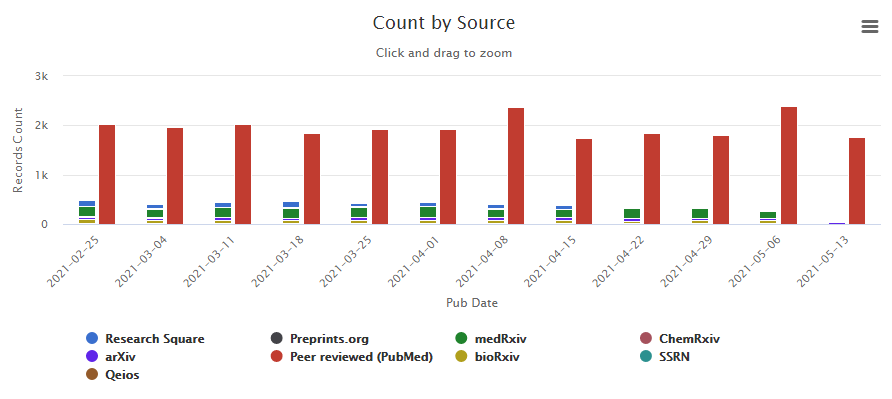 Count by Source
Click and drag to zoom
3k
2k
1k
0
Records Count
2021-02-25
2021-03-04
2021-03-11
2021-03-18
2021-03-25
2021-04-01
2021-04-08
2021-04-15
2021-04-22
2021-04-29
2021-05-06
2021-05-13
Pub Date
Research Square
Preprints.org
medRxiv
ChemRxiv
arXiv
Peer reviewed (PubMed)
bioRxiv
SSRN
Qeios